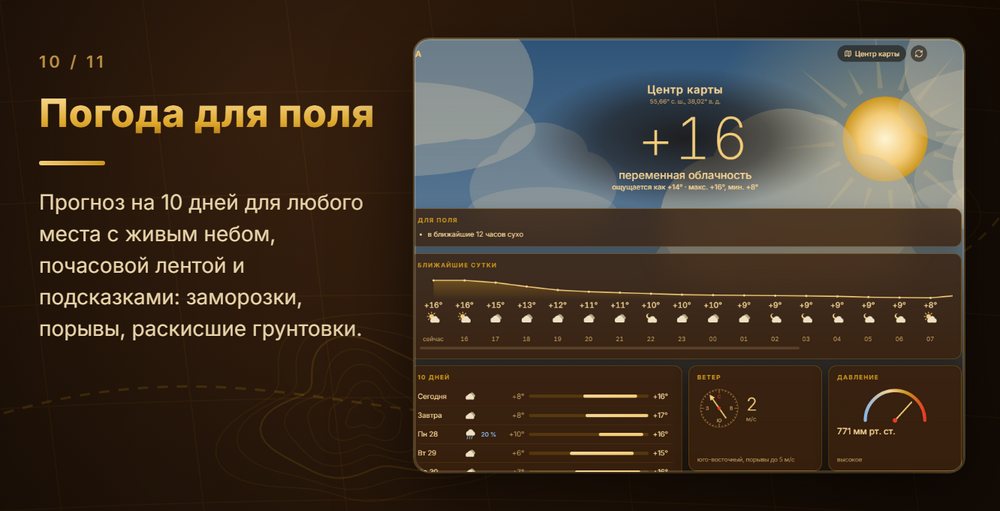 10 / 11
Погода для поля
Прогноз на 10 дней для любого
места с живым небом,
почасовой лентой и
подсказками: заморозки,
порывы, раскисшие грунтовки.
А
Центр карты
Центр карты
55,66° с. ш., 38,02° в. д.
+16
переменная облачность
ощущается как +14° · макс. +16°, мин. +8°
ДЛЯ ПОЛЯ
• в ближайшие 12 часов сухо
БЛИЖАЙШИЕ СУТКИ
+16° +16° +15° +13° +12° +12° +11° +11° +10° +10° +10° +9° +9° +9° +9° +9° +8°
сейчас 16 17 18 19 20 21 22 23 00 01 02 03 04 05 06 07
10 ДНЕЙ
Сегодня +8° +16°
Завтра +8° +17°
Пн 28 20 % +10° +16°
Вт 29 +6° +15°
ВЕТЕР
С В Ю З
2
м/с
юго-восточный, порывы до 5 м/с
ДАВЛЕНИЕ
771 мм рт. ст.
высокое